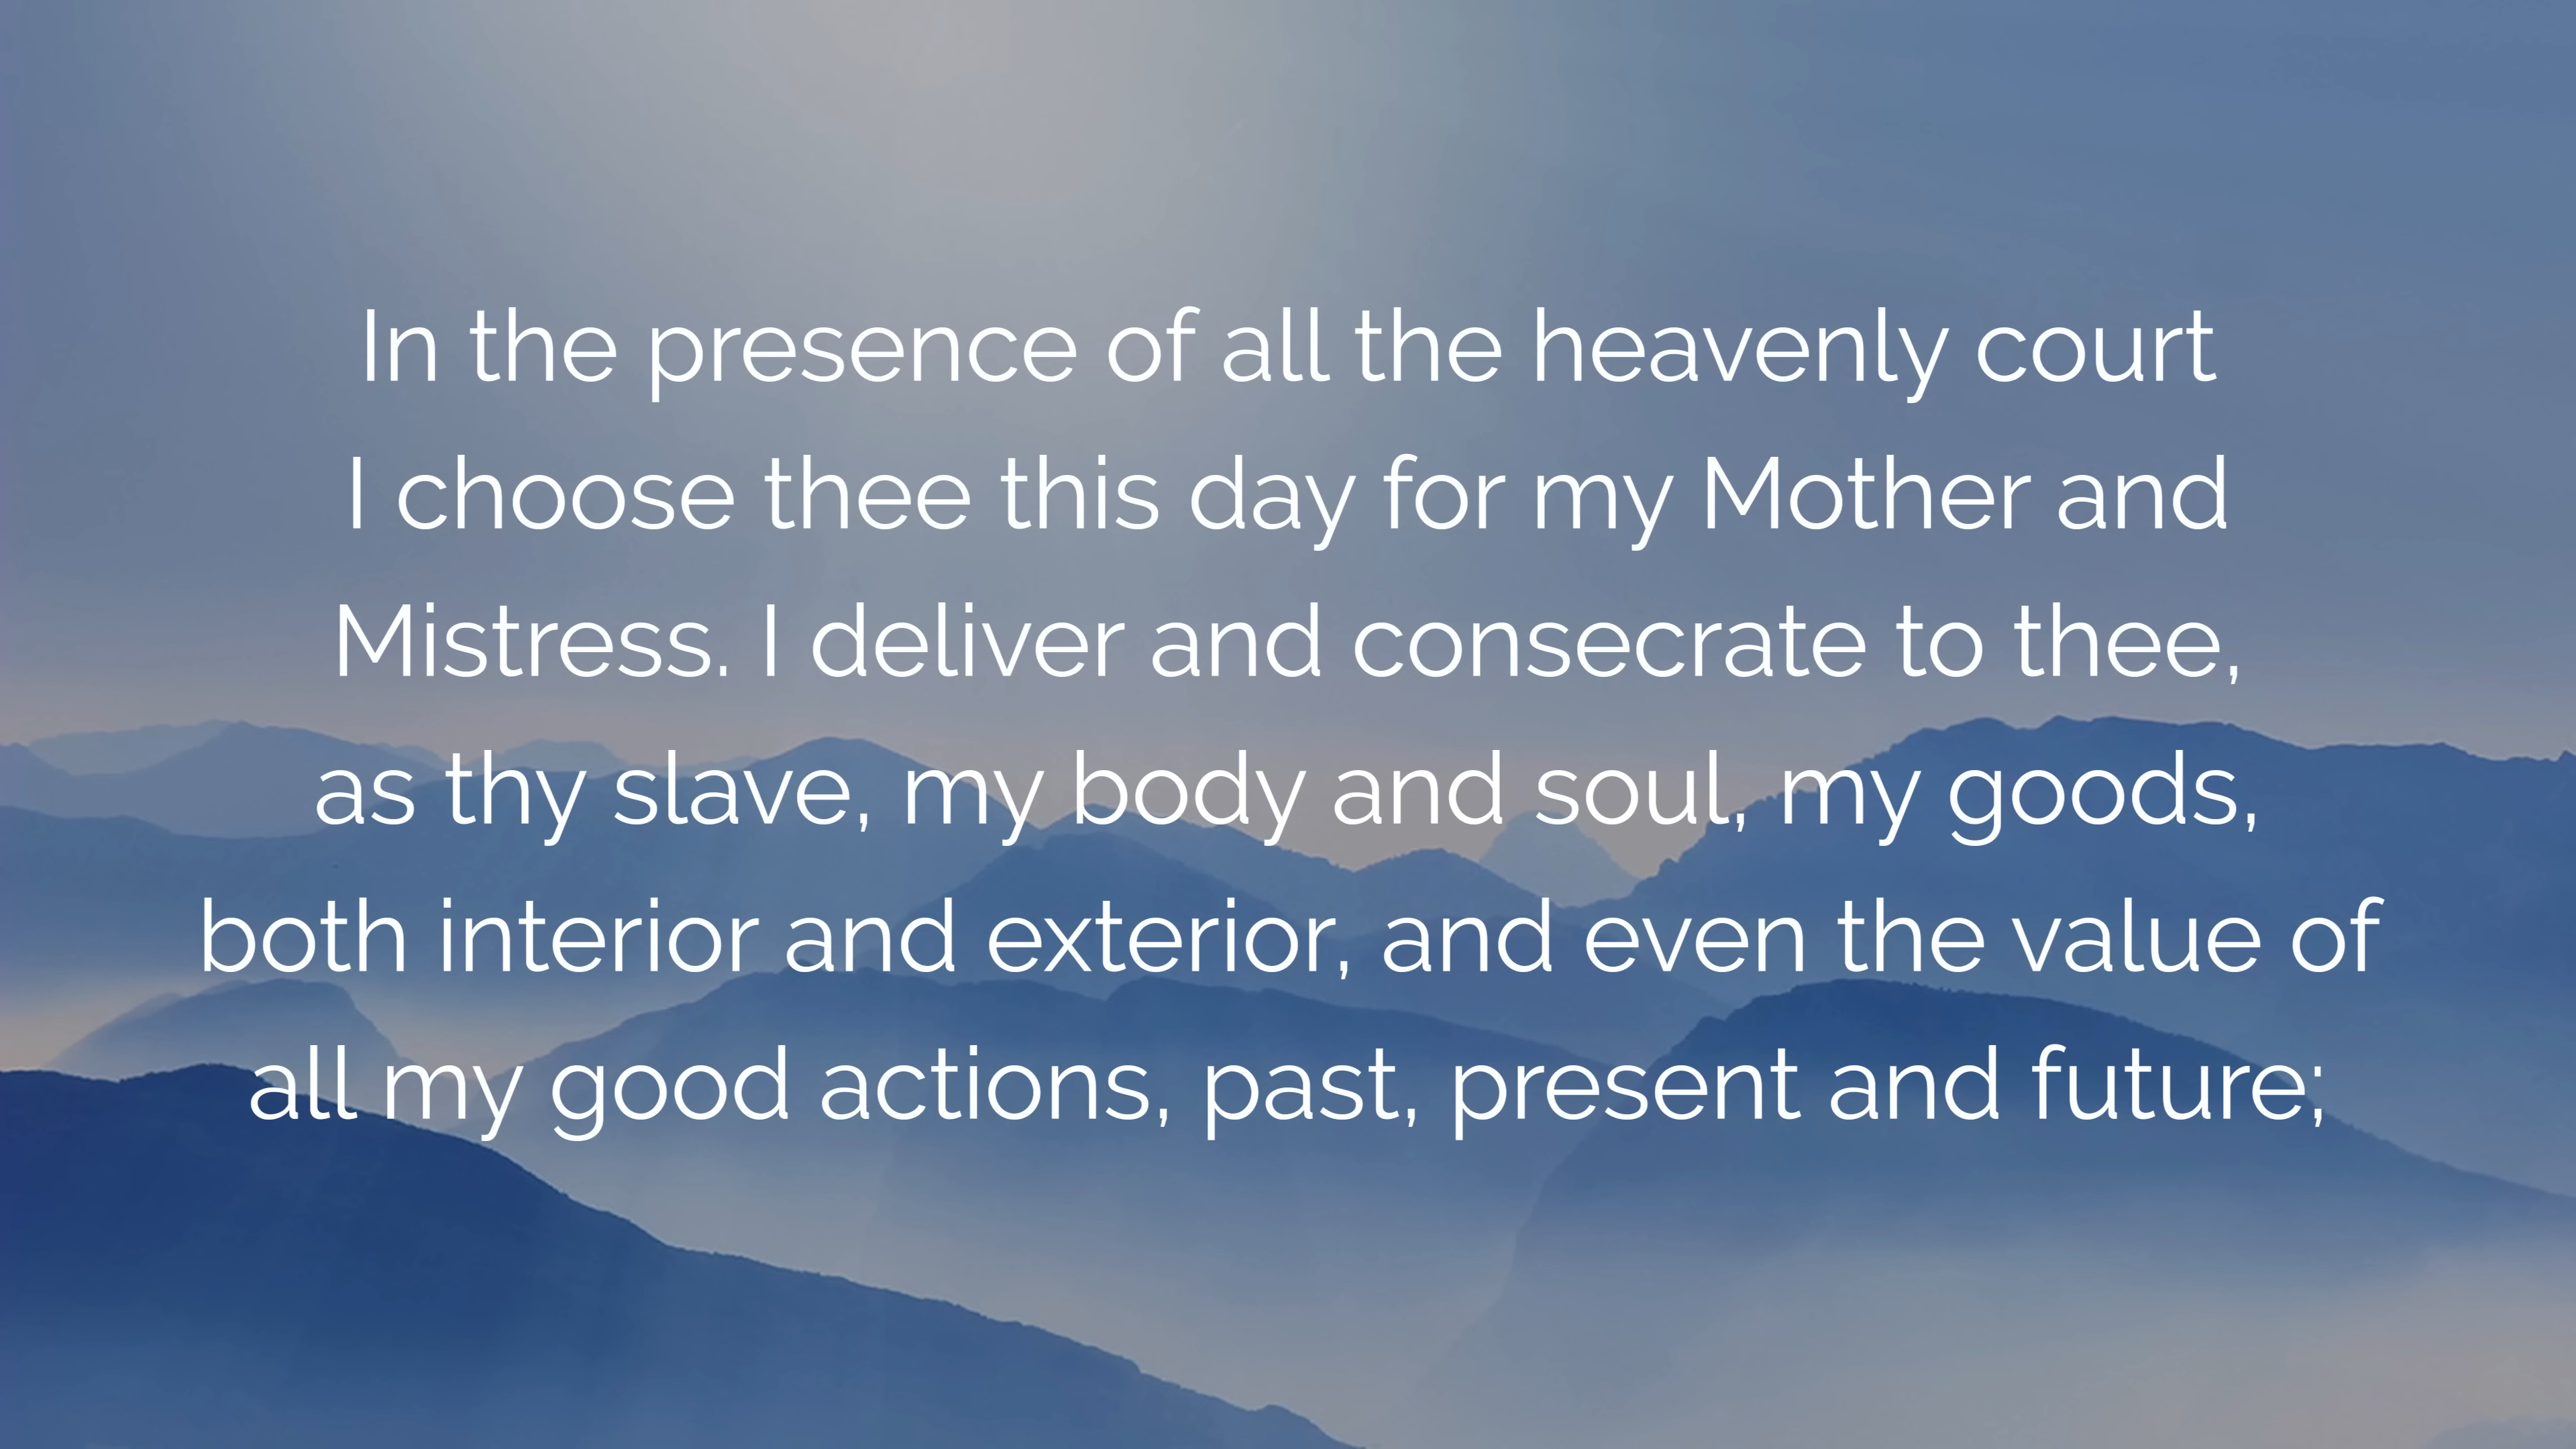 In the presence of all the heavenly court
I choose thee this day for my Mother and
Mistress. I deliver and consecrate to thee,
as thy slave, my body and soul, my goods,
both interior and exterior, and even the value of
all my good actions, past, present and future;